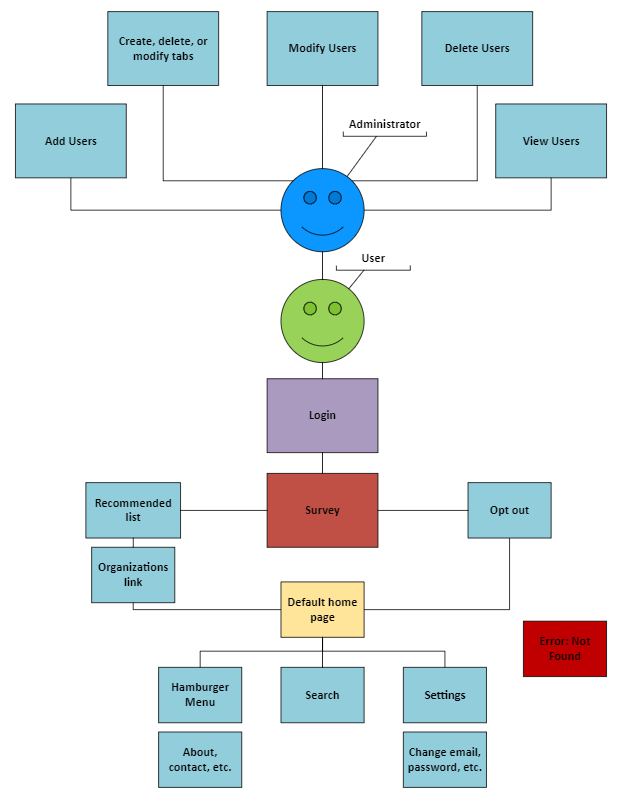 Create, delete, or
modify tabs
Modify Users
Delete Users
Add Users
Administrator
View Users
User
Login
Recommended
list
Survey
Opt out
Organizations
link
Default home
page
Error: Not
Found
Hamburger
Menu
Search
Settings
About,
contact, etc.
Change email,
password, etc.